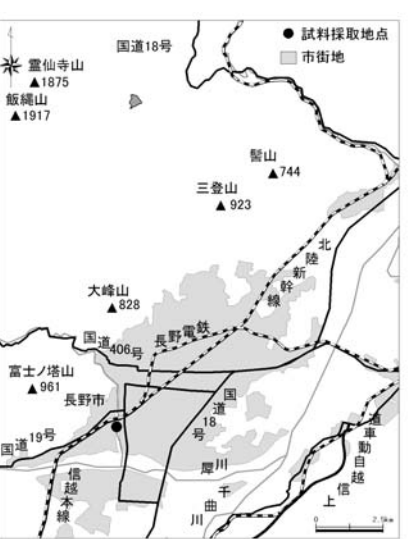 国道18号
● 試料採取地点
市街地
霊仙寺山
▲1875
飯縄山
▲1917
髻山
▲ 744
三登山
▲ 923
北陸新幹線
大峰山
▲ 828
長野電鉄
国道406号
富士ノ塔山
▲961
長野市
国道18号
国道19号
犀川
千曲川
信越本線
上信越自動車道
0 2.5km